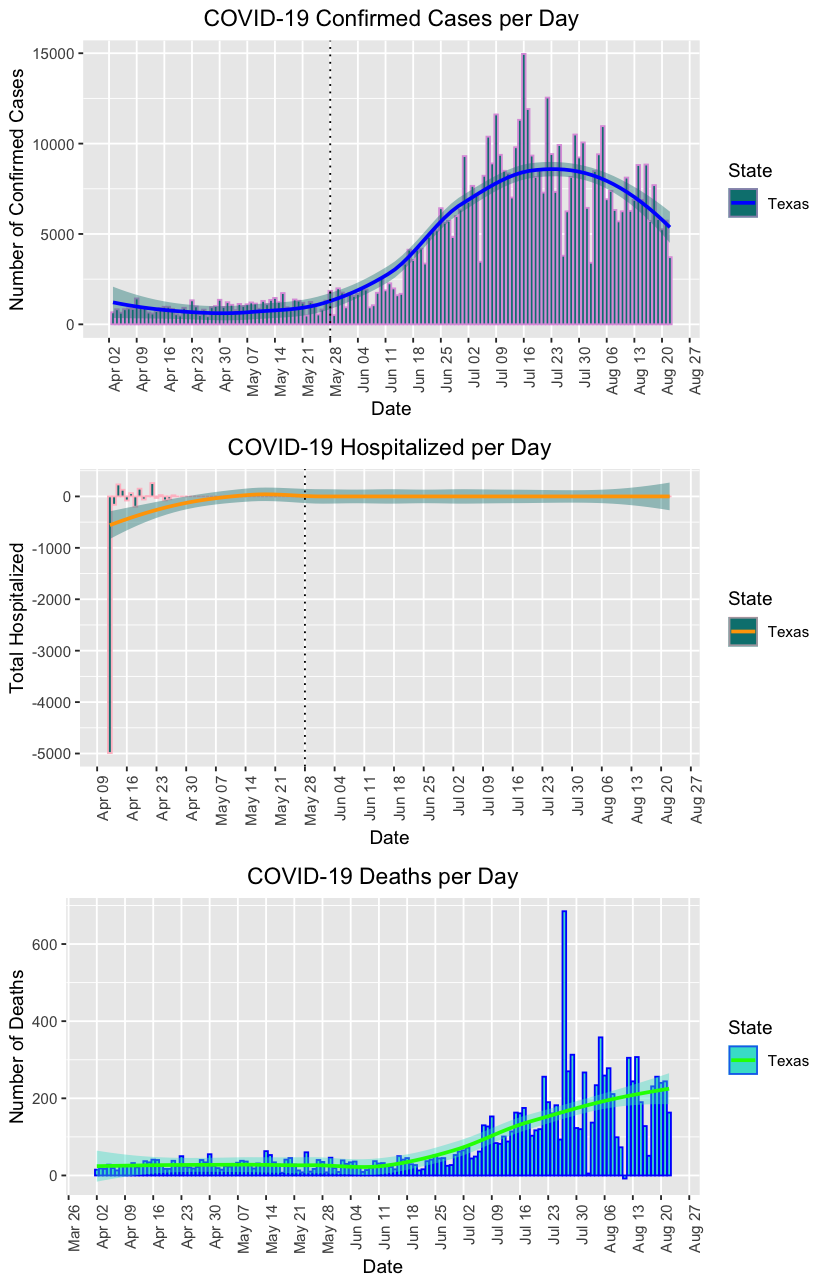 COVID-19 Confirmed Cases per Day
Number of Confirmed Cases
15000
10000
5000
0
Apr 02
Apr 09
Apr 16
Apr 23
Apr 30
May 07
May 14
May 21
May 28
Jun 04
Jun 11
Jun 18
Jun 25
Jul 02
Jul 09
Jul 16
Jul 23
Jul 30
Aug 06
Aug 13
Aug 20
Aug 27
Date
State
Texas
COVID-19 Hospitalized per Day
Total Hospitalized
0
-1000
-2000
-3000
-4000
-5000
Apr 09
Apr 16
Apr 23
Apr 30
May 07
May 14
May 21
May 28
Jun 04
Jun 11
Jun 18
Jun 25
Jul 02
Jul 09
Jul 16
Jul 23
Jul 30
Aug 06
Aug 13
Aug 20
Aug 27
Date
State
Texas
COVID-19 Deaths per Day
Number of Deaths
600
400
200
0
Mar 26
Apr 02
Apr 09
Apr 16
Apr 23
Apr 30
May 07
May 14
May 21
May 28
Jun 04
Jun 11
Jun 18
Jun 25
Jul 02
Jul 09
Jul 16
Jul 23
Jul 30
Aug 06
Aug 13
Aug 20
Aug 27
Date
State
Texas